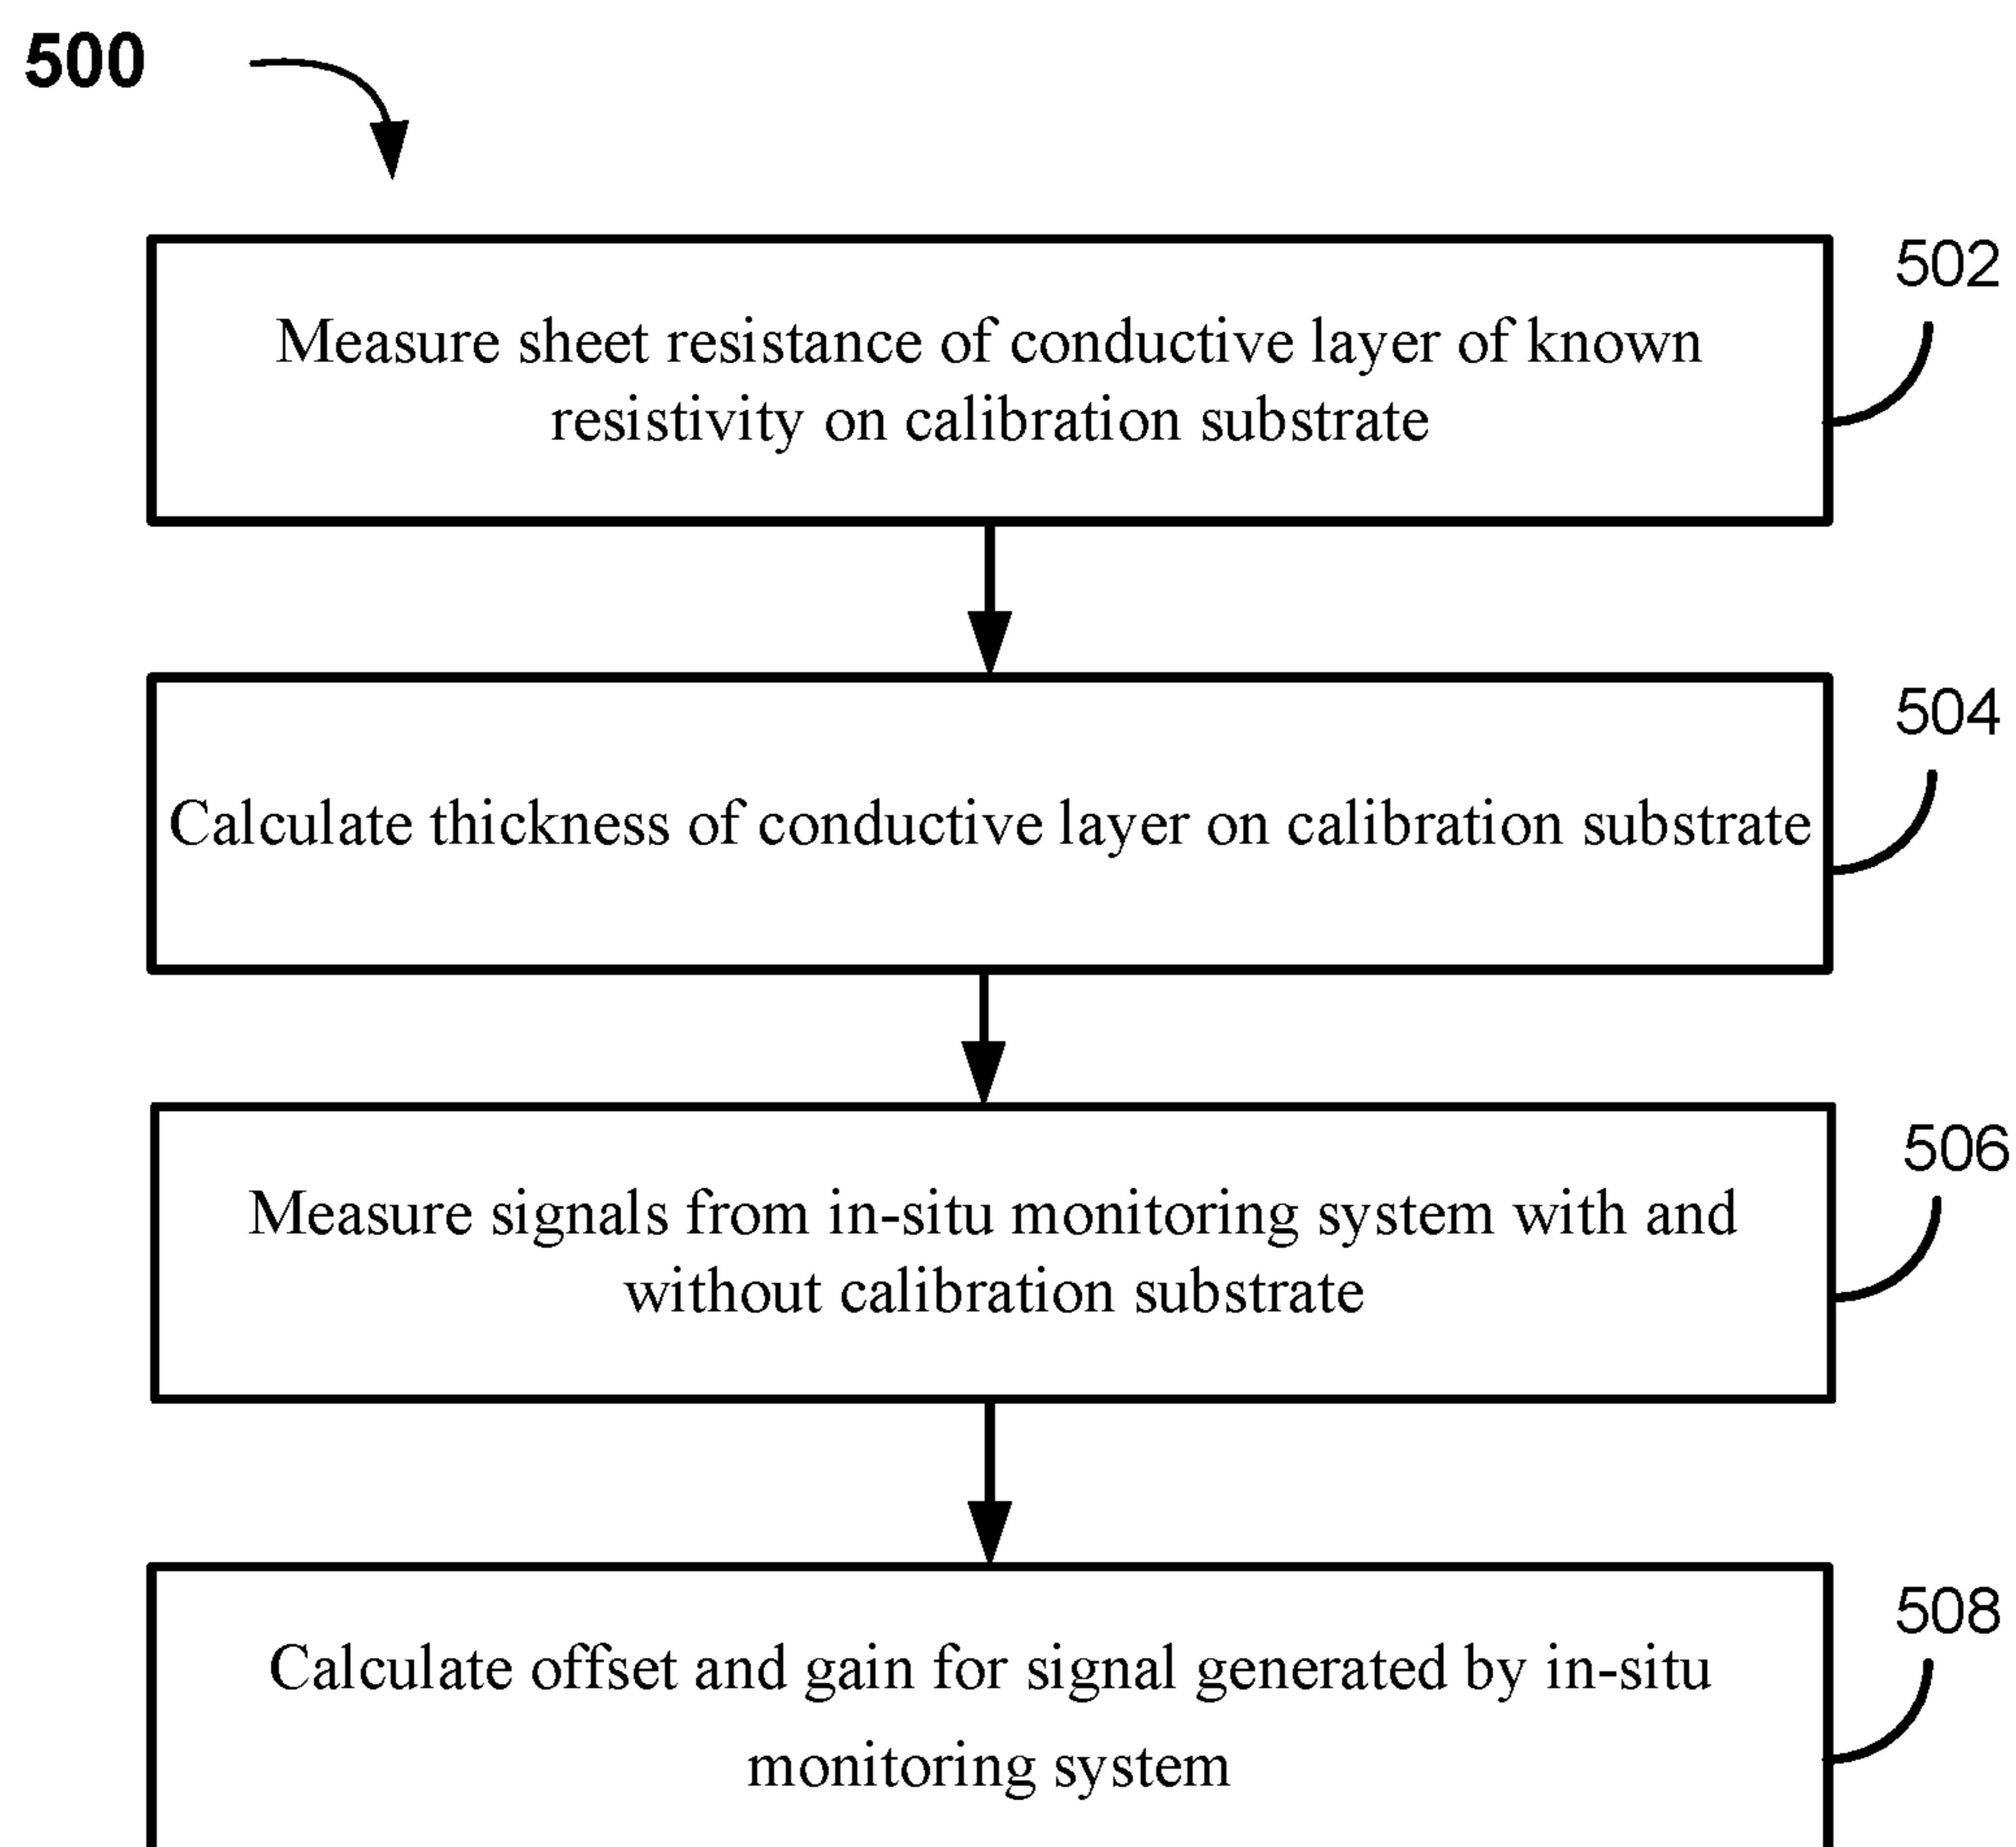 500
502
Measure sheet resistance of conductive layer of known
resistivity on calibration substrate
504
Calculate thickness of conductive layer on calibration substrate
506
Measure signals from in-situ monitoring system with and
without calibration substrate
508
Calculate offset and gain for signal generated by in-situ
monitoring system